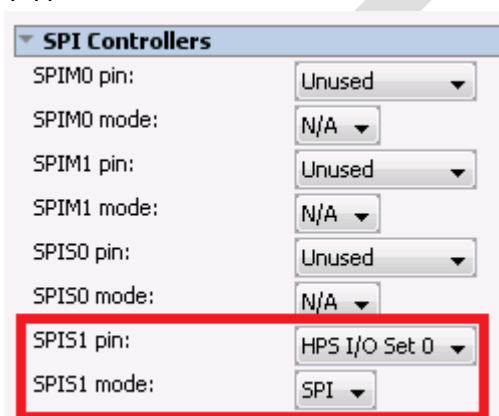 SPI Controllers
SPIM0 pin: Unused
SPIM0 mode: N/A
SPIM1 pin: Unused
SPIM1 mode: N/A
SPIS0 pin: Unused
SPIS0 mode: N/A
SPIS1 pin: HPS I/O Set 0
SPIS1 mode: SPI